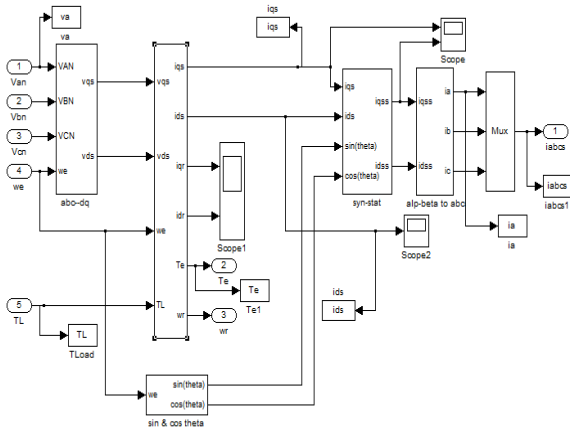 va
va
iqs
iqs
Scope
1
Van
2
Vbn
3
Vcn
4
we
VAN
VBN
VCN
we
vqs
vds
abo-dq
vqs
vds
we
TL
iqs
ids
iqr
idr
Te
wr
Scope1
2
Te
Te
Te1
3
wr
iqs
ids
sin(theta)
cos(theta)
iqss
idss
syn-stat
iqss
idss
ia
ib
ic
alp-beta to abc
Mux
1
iabcs
iabcs
iabcs1
ia
ia
Scope2
ids
ids
5
TL
TL
TLoad
we
sin(theta)
cos(theta)
sin & cos theta